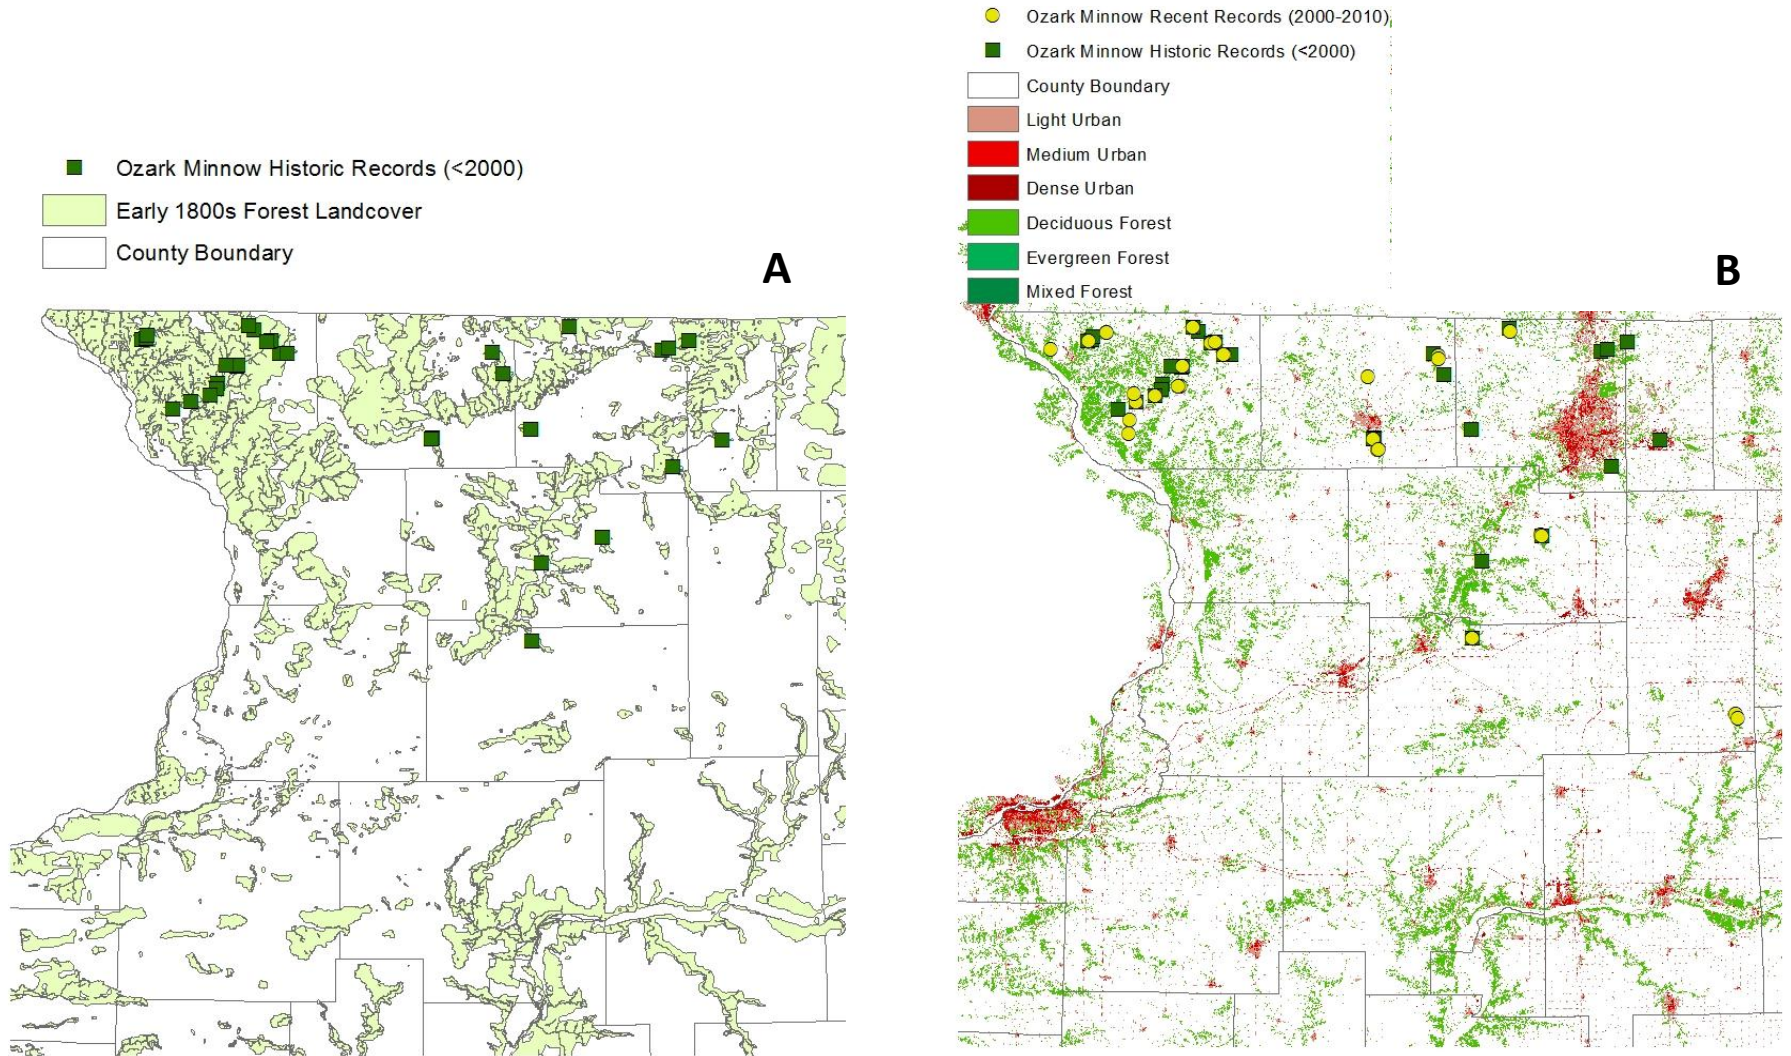 Ozark Minnow Historic Records (<2000)
Early 1800s Forest Landcover
County Boundary
A
Ozark Minnow Recent Records (2000-2010)
Ozark Minnow Historic Records (<2000)
County Boundary
Light Urban
Medium Urban
Dense Urban
Deciduous Forest
Evergreen Forest
Mixed Forest
B